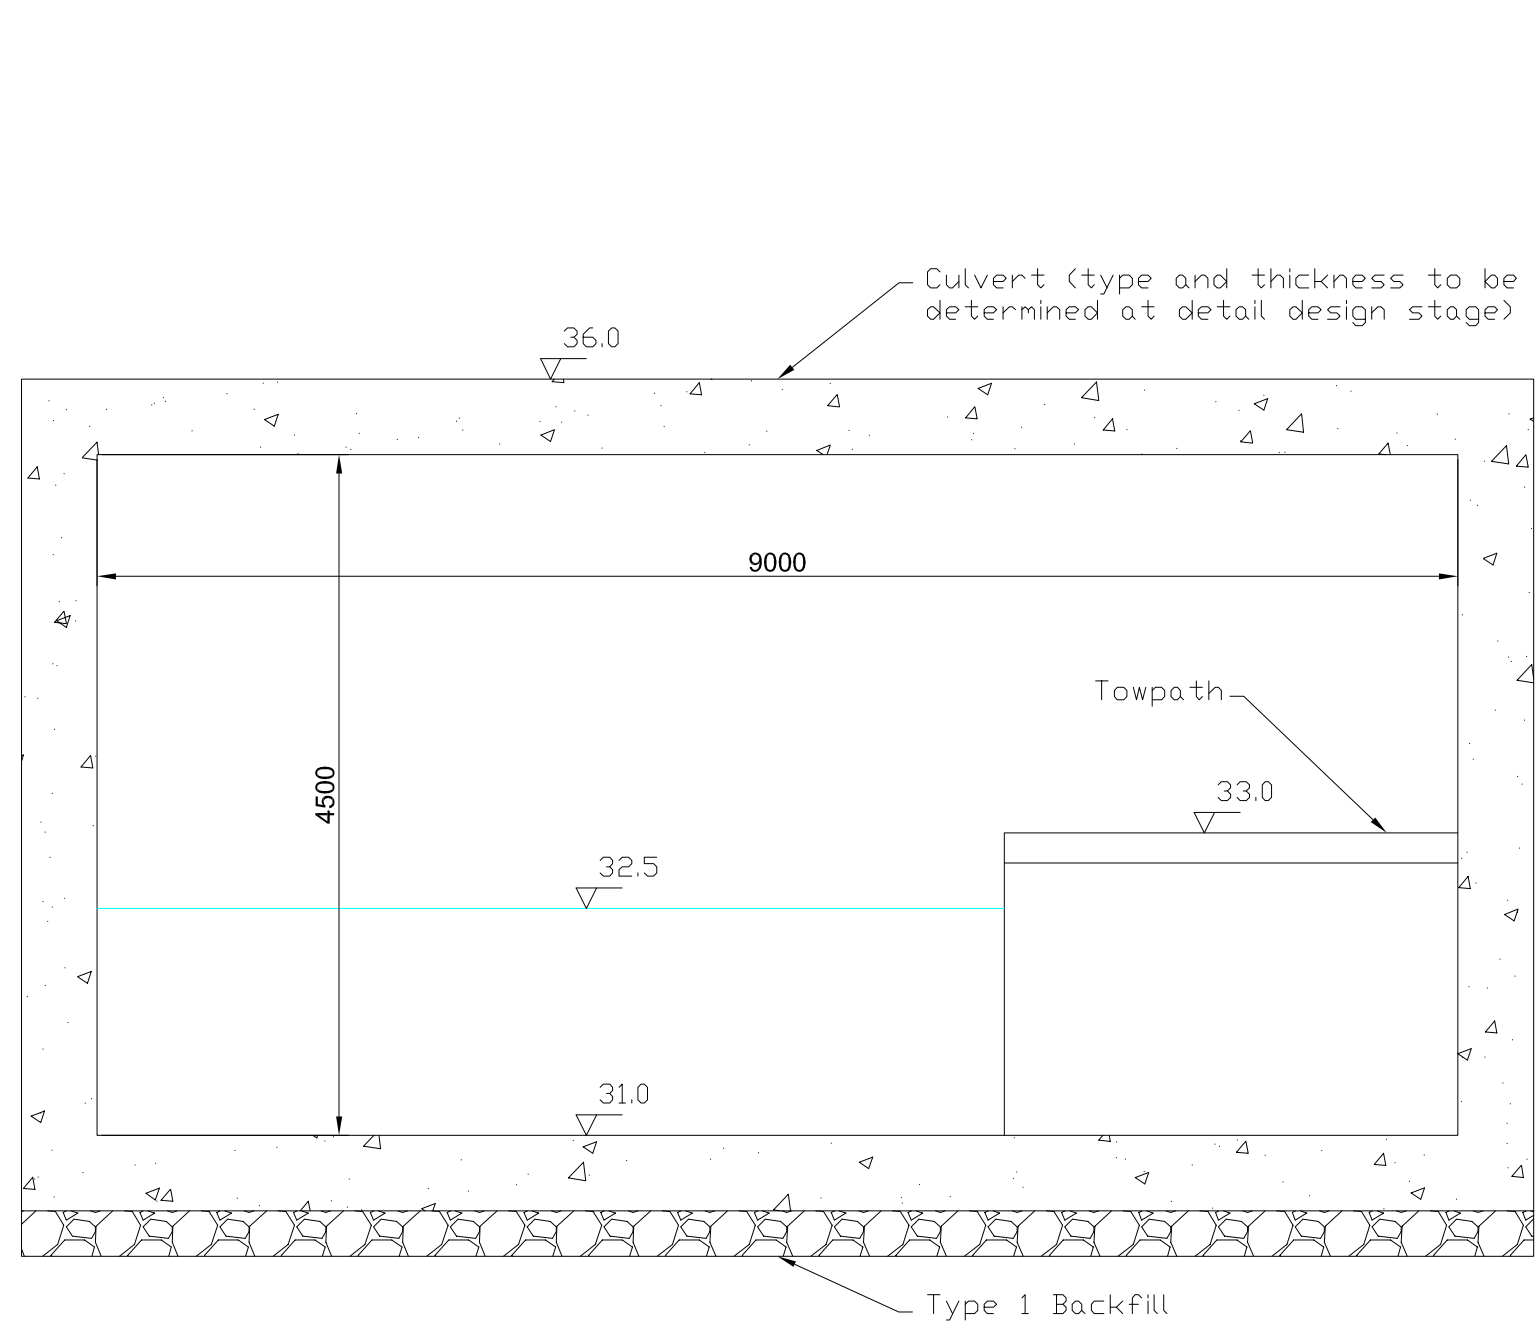 Culvert (type and thickness to be
determined at detail design stage)
36.0
9000
Towpath
4500
33.0
32.5
31.0
Type 1 Backfill